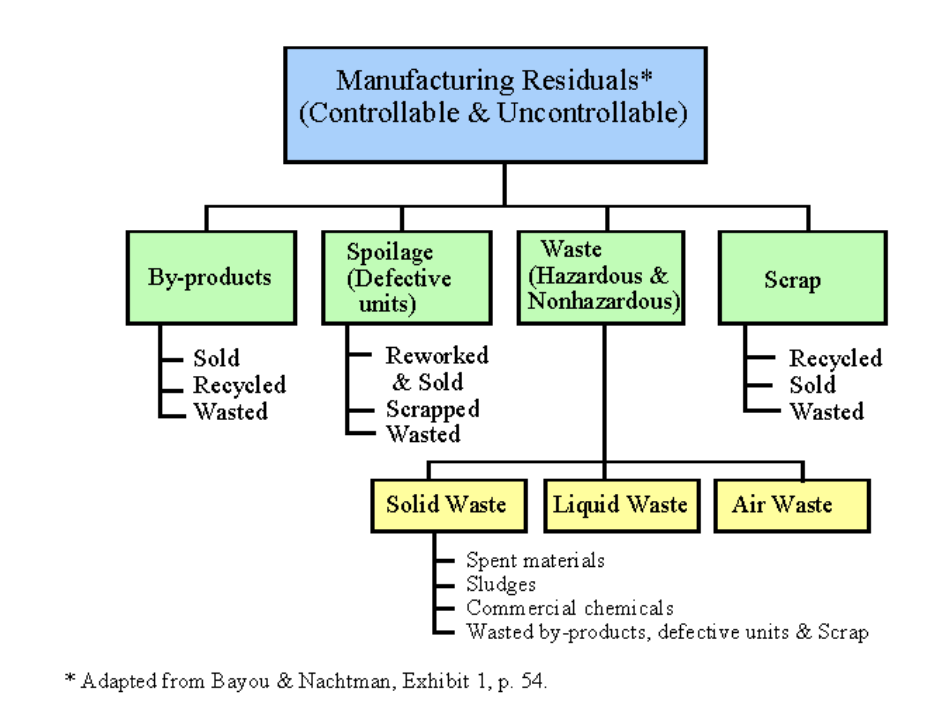 Manufacturing Residuals*
(Controllable & Uncontrollable)
By-products
Spoilage
(Defective
units)
Waste
(Hazardous &
Nonhazardous)
Scrap
Sold
Recycled
Wasted
Reworked
& Sold
Scrapped
Wasted
Recycled
Sold
Wasted
Solid Waste
Liquid Waste
Air Waste
Spent materials
Sludges
Commercial chemicals
Wasted by-products, defective units & Scrap
* Adapted from Bayou & Nachtman, Exhibit 1, p. 54.